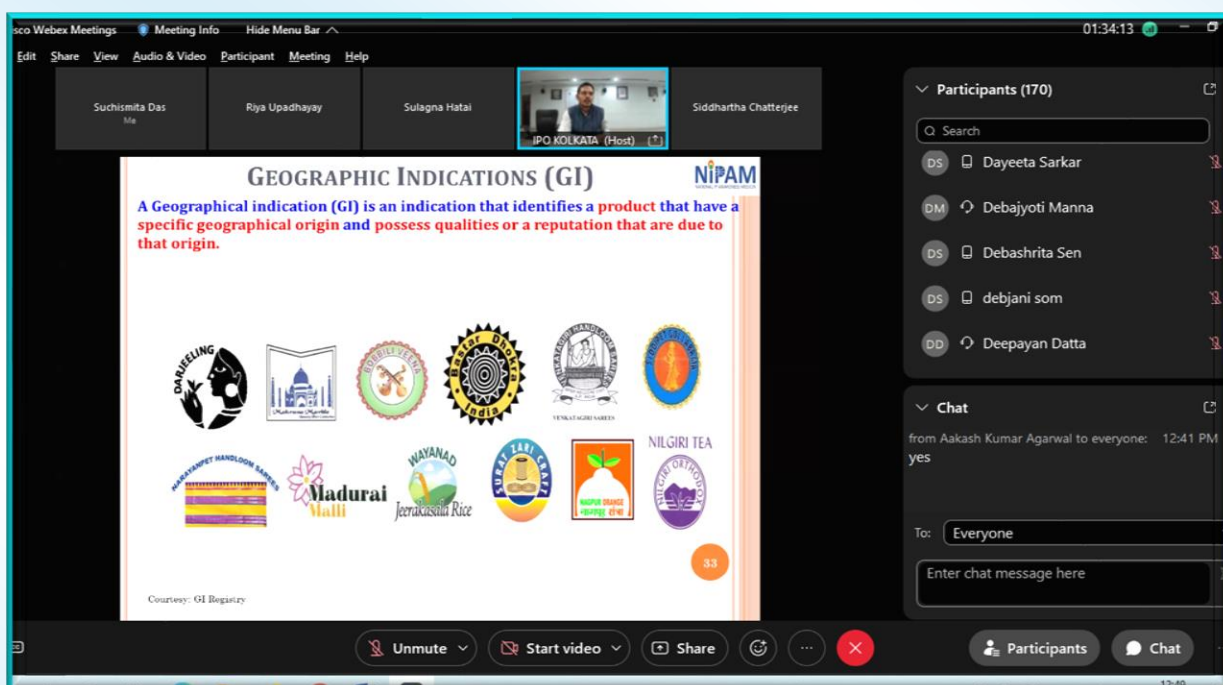 sco Webex Meetings Meeting Info Hide Menu Bar 01:34:13
Edit Share View Audio & Video Participant Meeting Help
Suchismita Das
Me
Riya Upadhayay
Sulagna Hatai
IPO KOLKATA (Host)
Siddhartha Chatterjee
GEOGRAPHIC INDICATIONS (GI)
NiPAM
A Geographical indication (GI) is an indication that identifies a product that have a
specific geographical origin and possess qualities or a reputation that are due to
that origin.
DARJEELING
BOBBILI VEENA
Bastar Dhokra
India
VENKATAGIRI HANDLOOM SAREES
VENKATAGIRI SAREES
NARAYANPET HANDLOOM SAREES
Madurai
Malli
WAYANAD
Jeerakasala Rice
SURAT ZARI CRAFT
NAGPUR ORANGE
नागपुर संत्रा
NILGIRI TEA
NILGIRI ORTHODOX
33
Courtesy: GI Registry
Participants (170)
Search
DS Dayeeta Sarkar
DM Debajyoti Manna
DS Debashrita Sen
DS debjani som
DD Deepayan Datta
Chat
from Aakash Kumar Agarwal to everyone: 12:41 PM
yes
To: Everyone
Enter chat message here
Unmute Start video Share Participants Chat